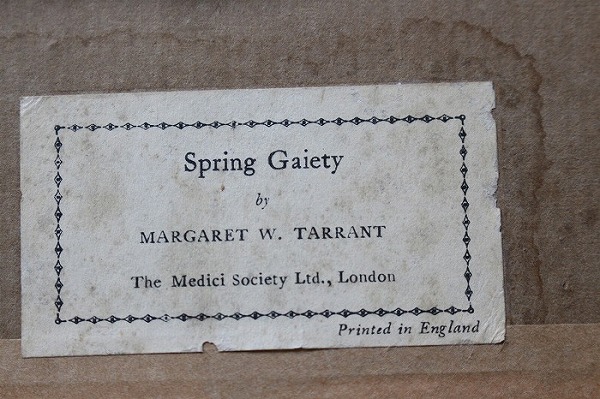 Spring Gaiety
by
MARGARET W. TARRANT
The Medici Society Ltd., London
Printed in England